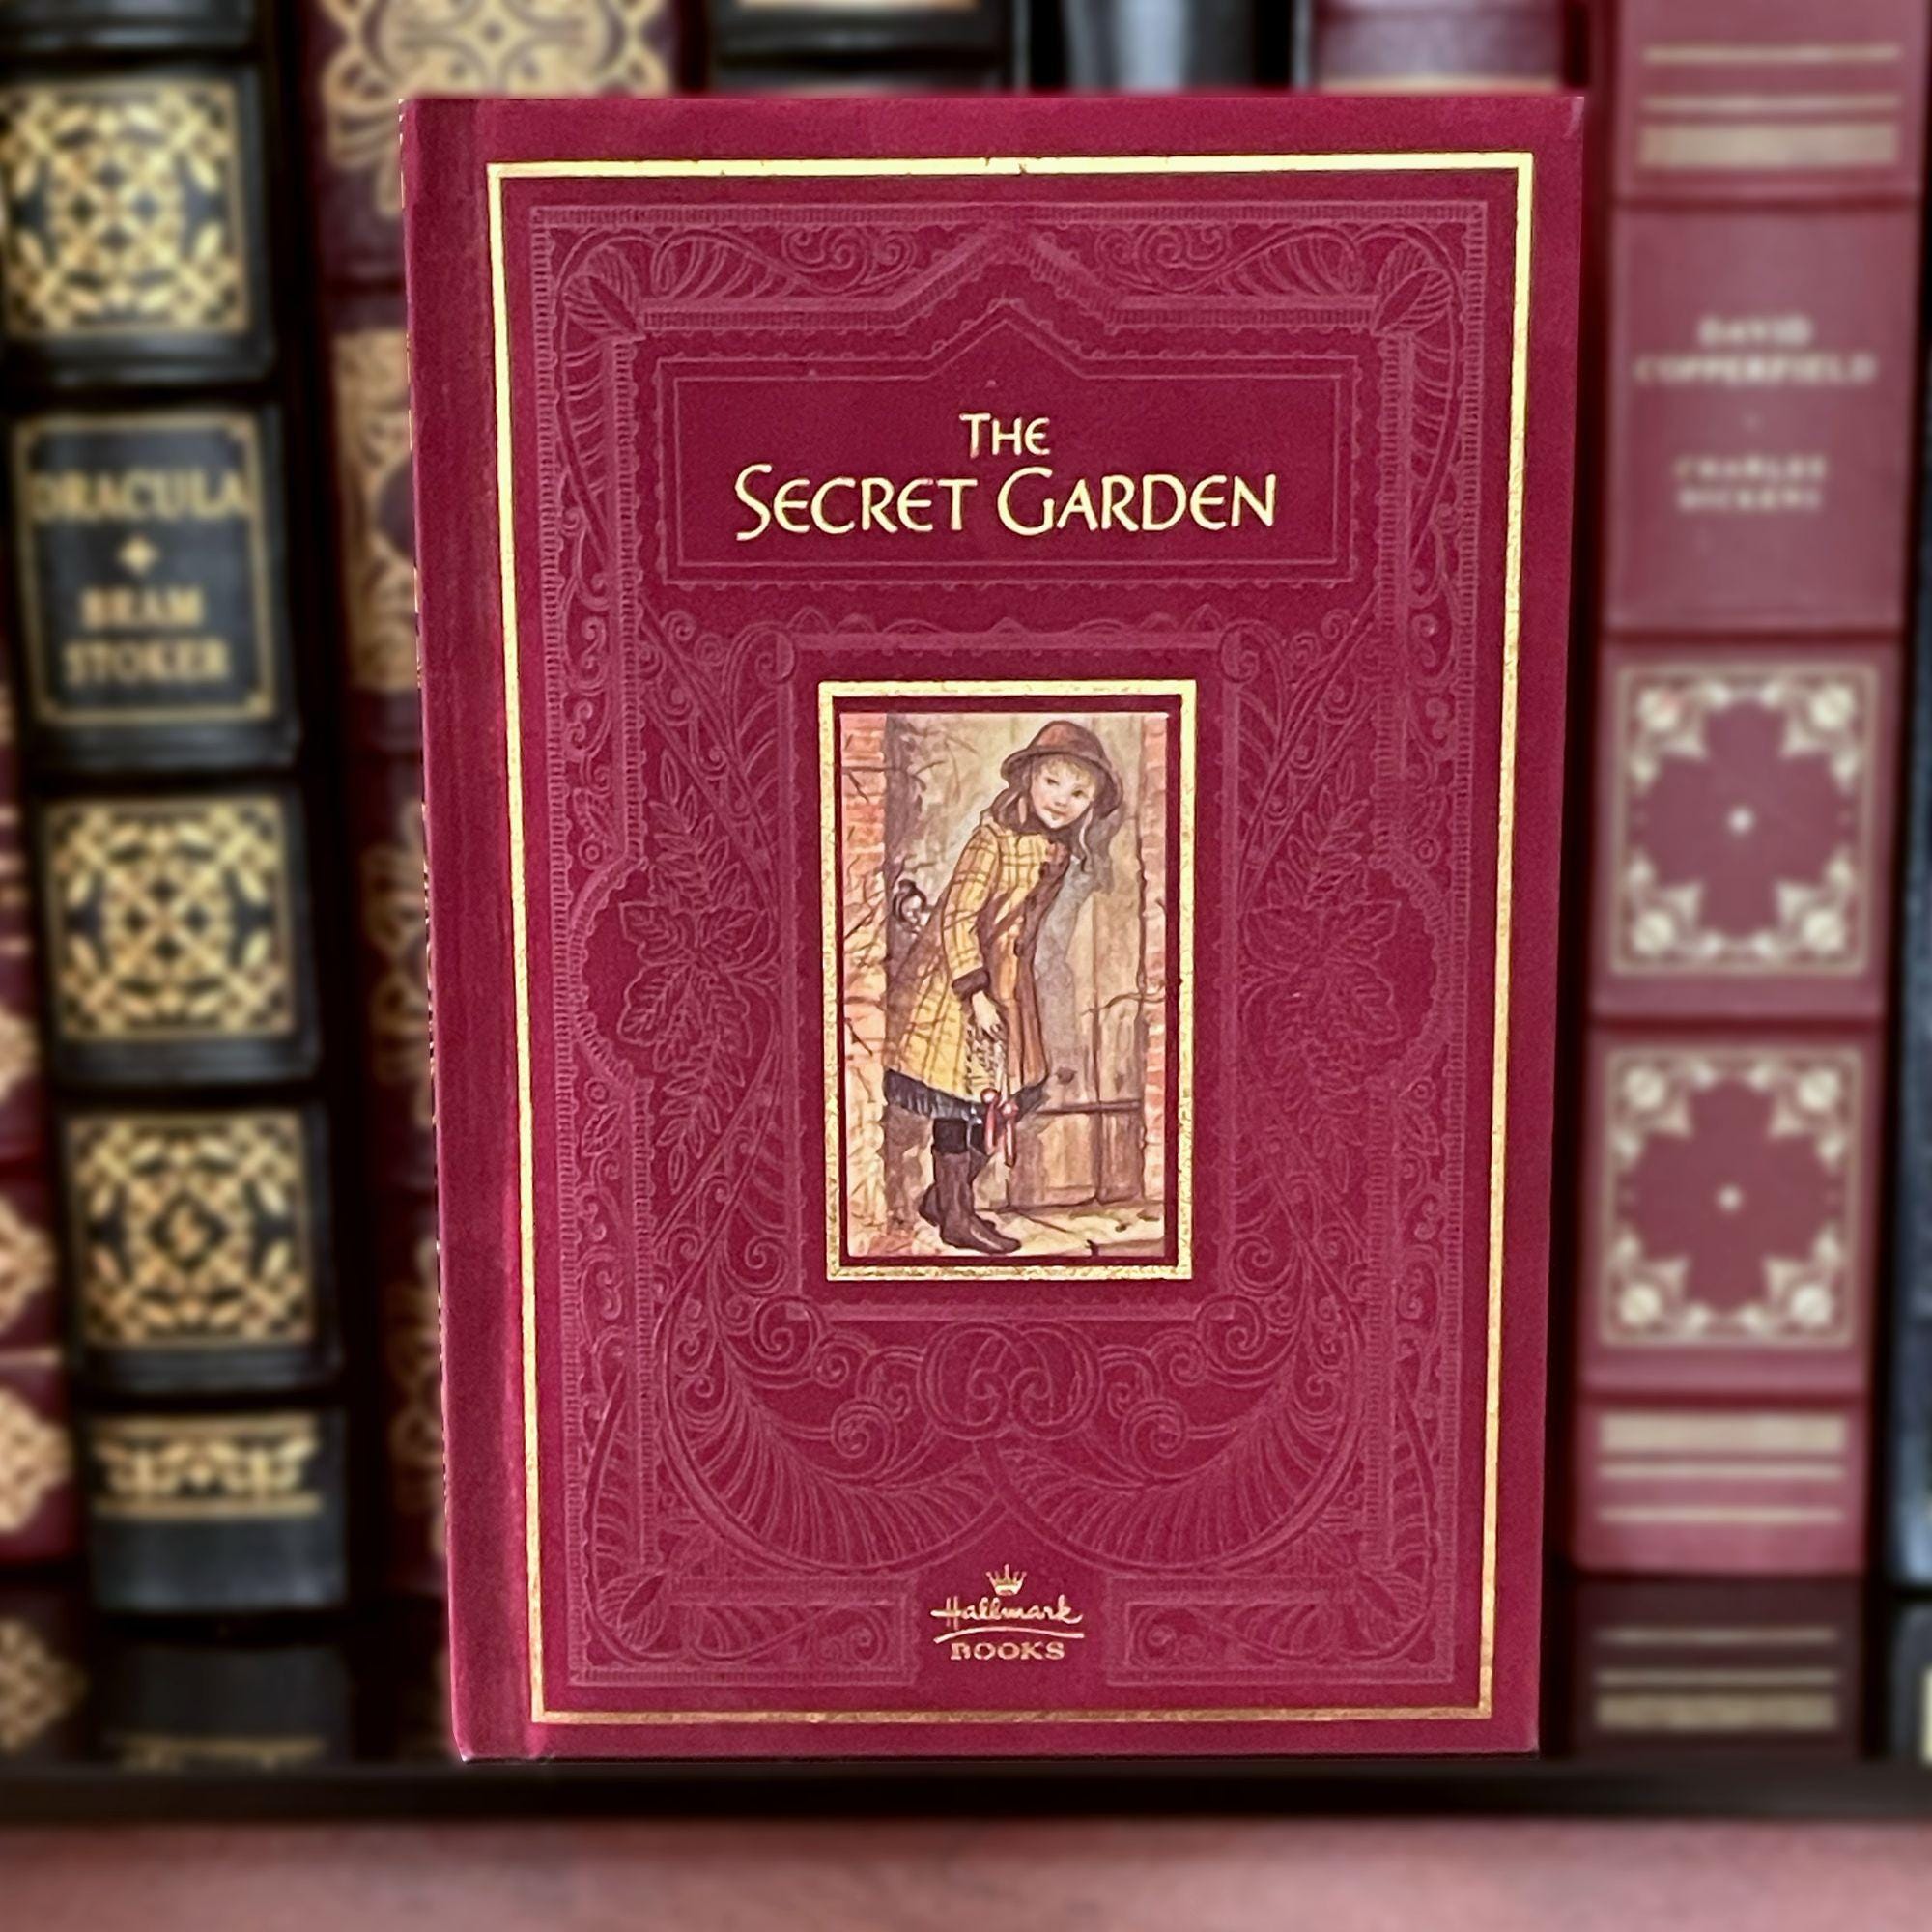 THE
SECRET GARDEN
Hallmark
BOOKS
DRACULA
BRAM
STOKER
DAVID
COPPERFIELD
CHARLES
DICKENS